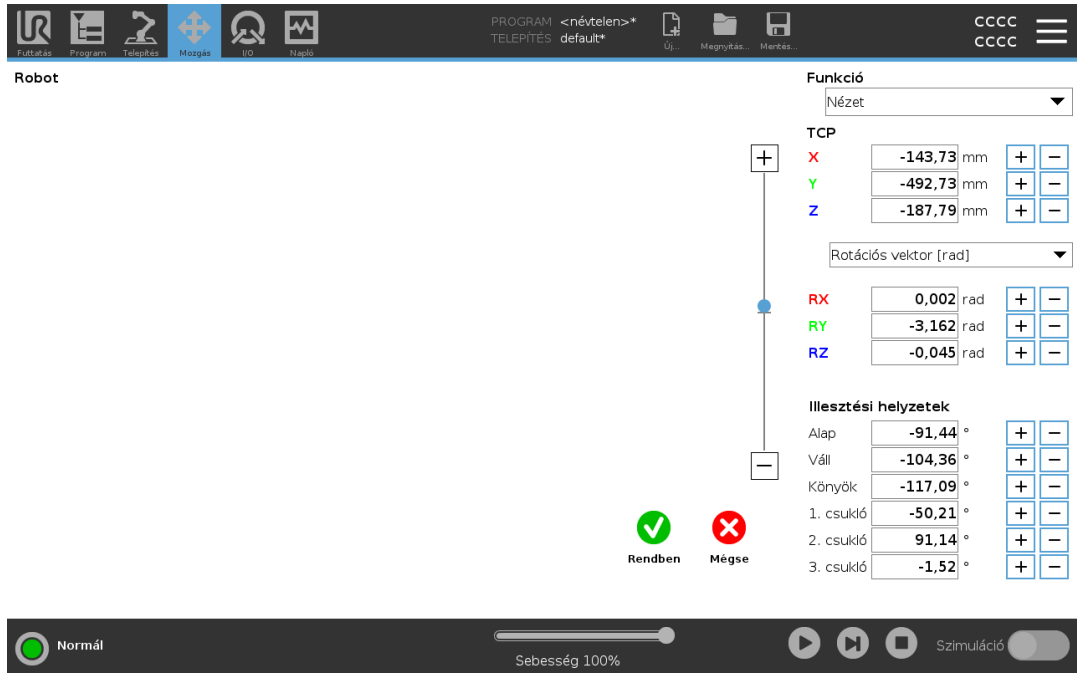 Futtatás Program Telepítés Mozgás I/O Napló
PROGRAM <névtelen>*
TELEPÍTÉS default*
Új... Megnyitás... Mentés...
cccc
cccc
Robot
Funkció
Nézet
TCP
X -143,73 mm + −
Y -492,73 mm + −
Z -187,79 mm + −
Rotációs vektor [rad]
RX 0,002 rad + −
RY -3,162 rad + −
RZ -0,045 rad + −
Illesztési helyzetek
Alap -91,44 ° + −
Váll -104,36 ° + −
Könyök -117,09 ° + −
1. csukló -50,21 ° + −
2. csukló 91,14 ° + −
3. csukló -1,52 ° + −
Rendben Mégse
Normál
Sebesség 100%
Szimuláció